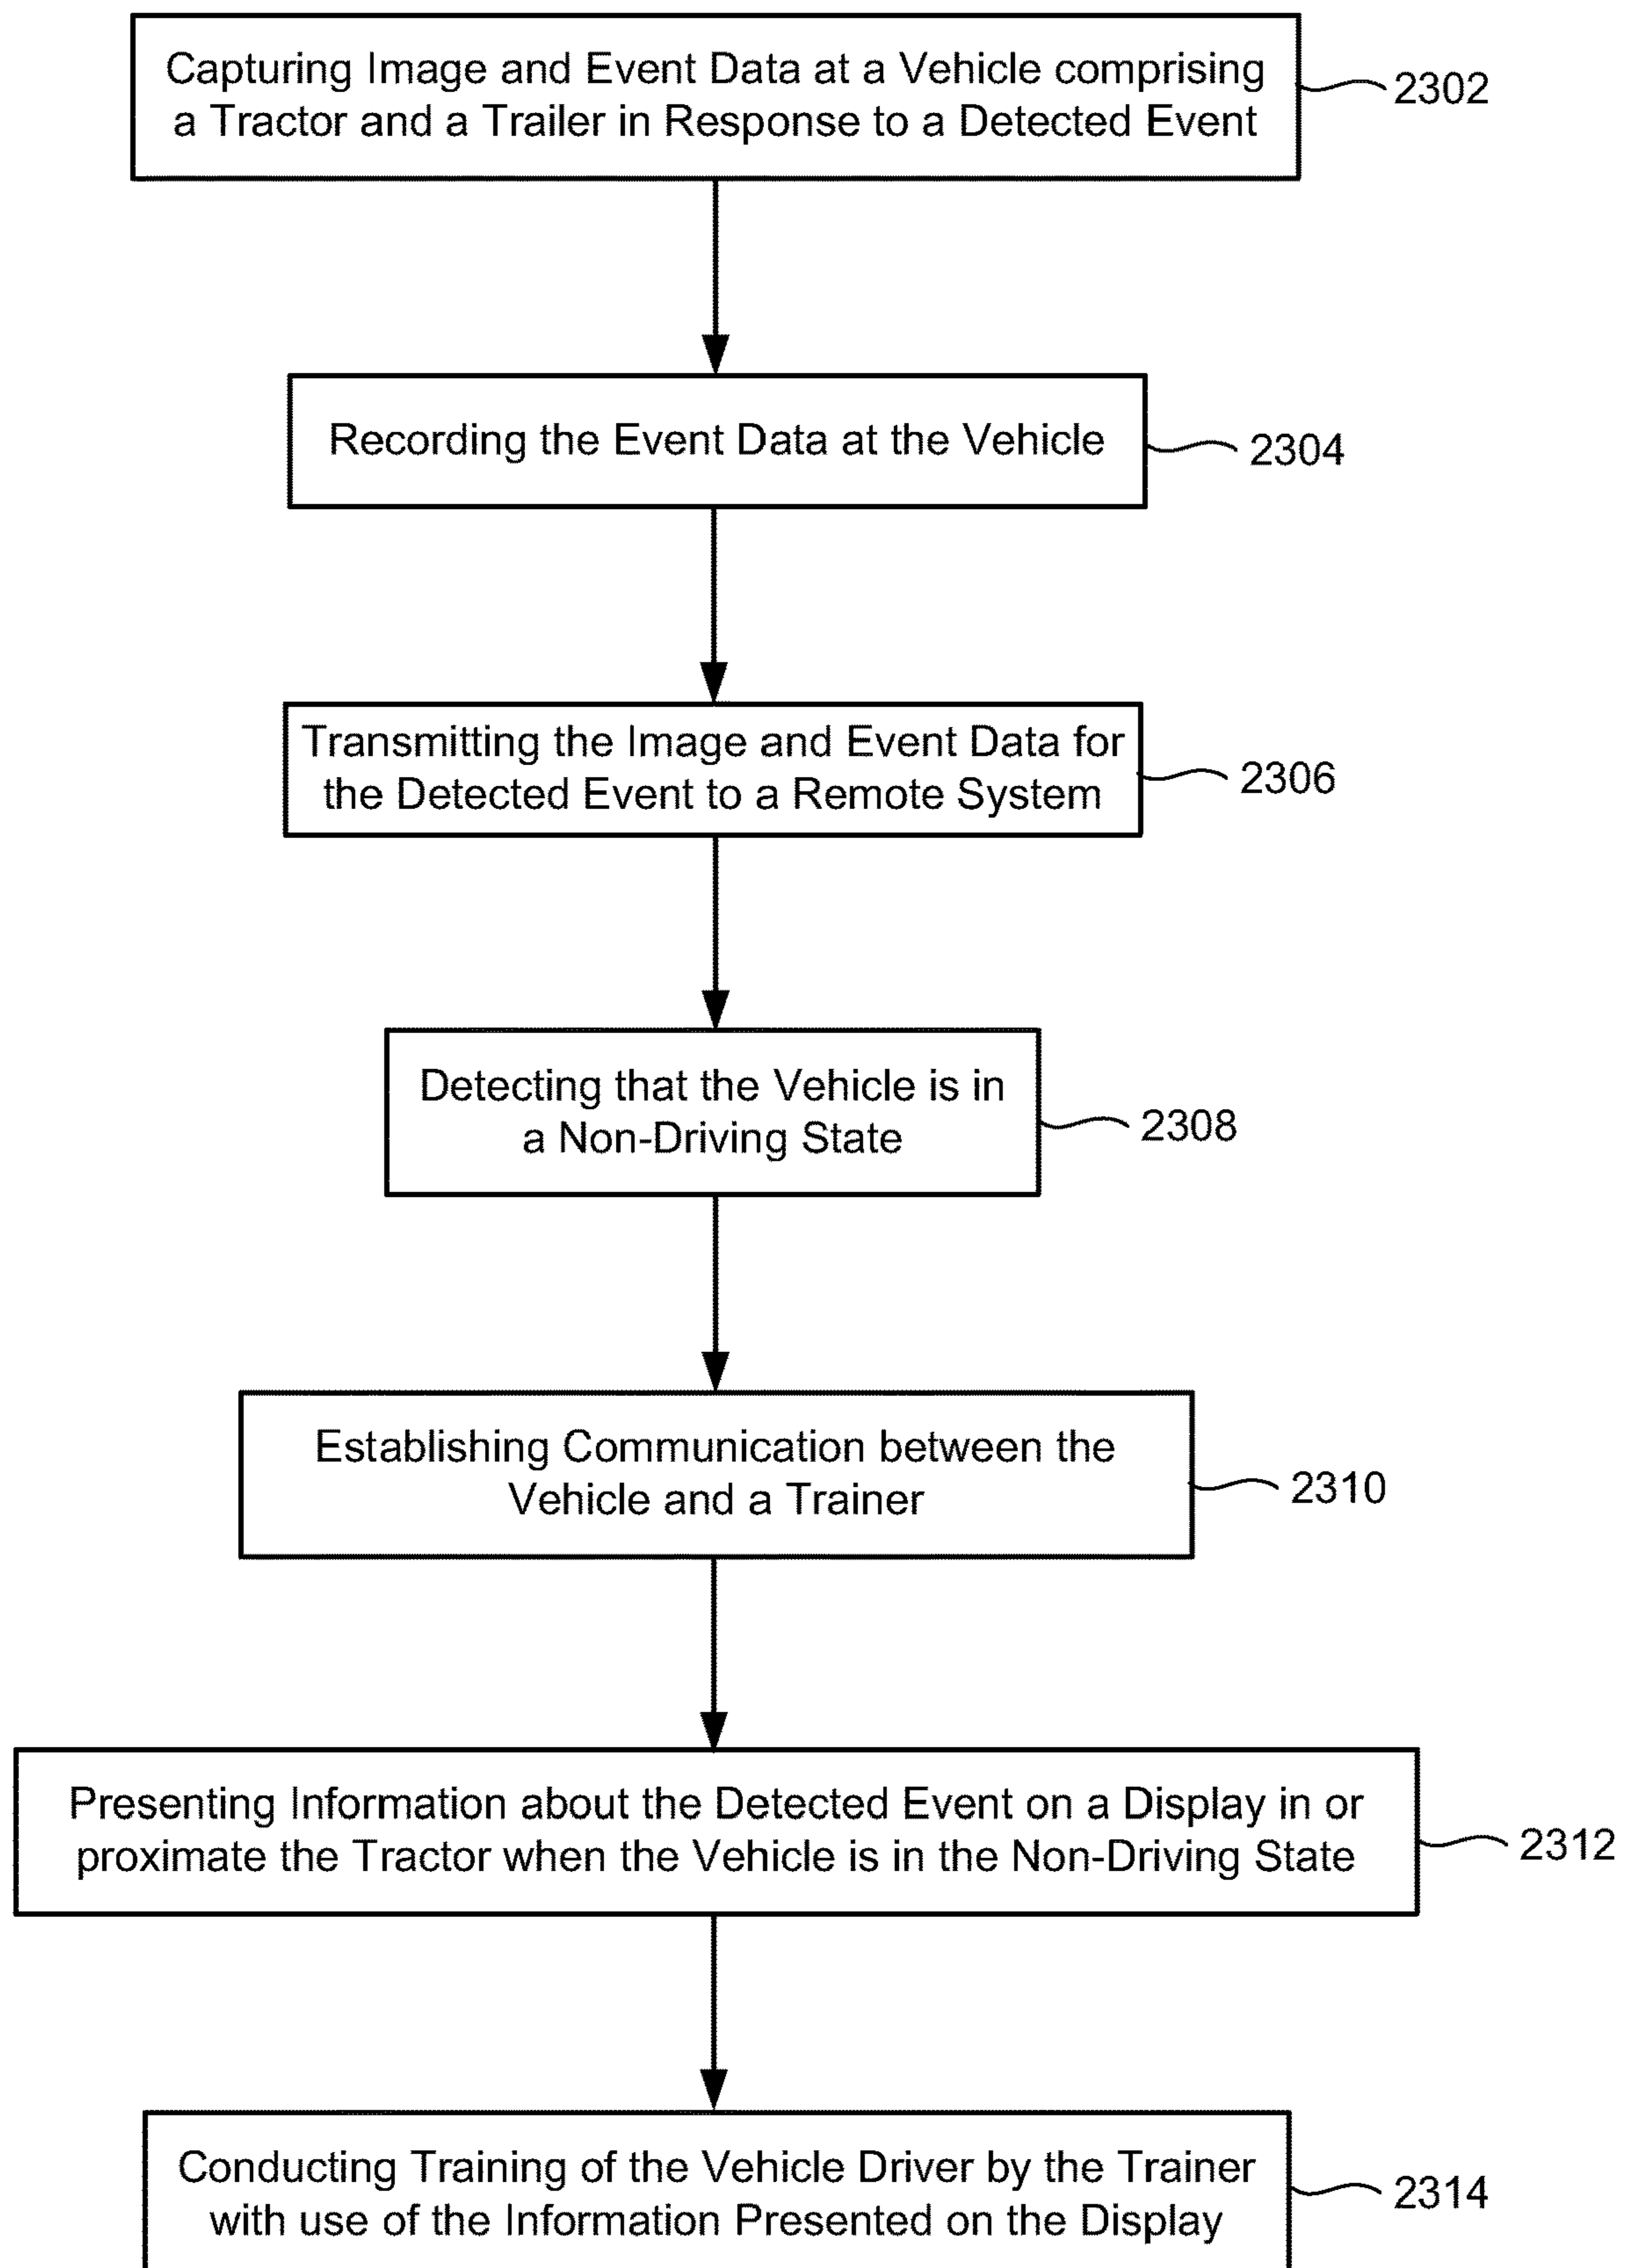 Capturing Image and Event Data at a Vehicle comprising
a Tractor and a Trailer in Response to a Detected Event
2302
Recording the Event Data at the Vehicle
2304
Transmitting the Image and Event Data for
the Detected Event to a Remote System
2306
Detecting that the Vehicle is in
a Non-Driving State
2308
Establishing Communication between the
Vehicle and a Trainer
2310
Presenting Information about the Detected Event on a Display in or
proximate the Tractor when the Vehicle is in the Non-Driving State
2312
Conducting Training of the Vehicle Driver by the Trainer
with use of the Information Presented on the Display
2314